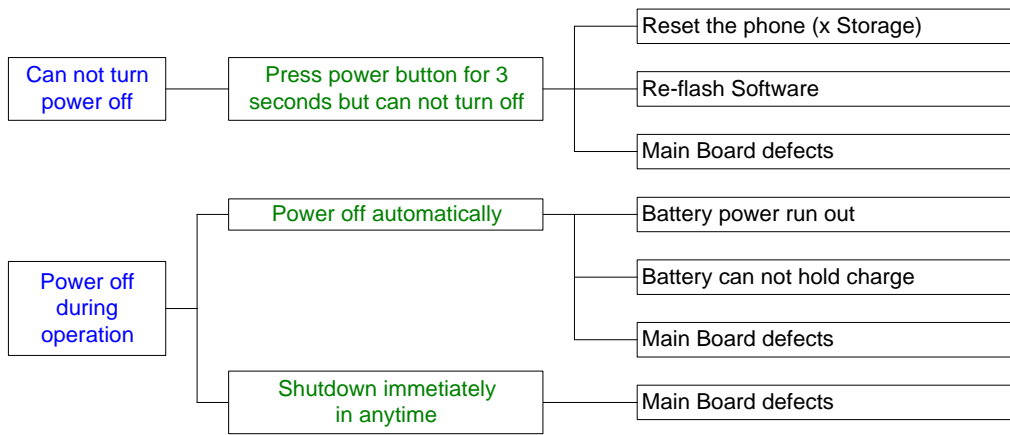 Can not turn
power off
Press power button for 3
seconds but can not turn off
Reset the phone (x Storage)
Re-flash Software
Main Board defects
Power off
during
operation
Power off automatically
Battery power run out
Battery can not hold charge
Main Board defects
Shutdown immetiately
in anytime
Main Board defects